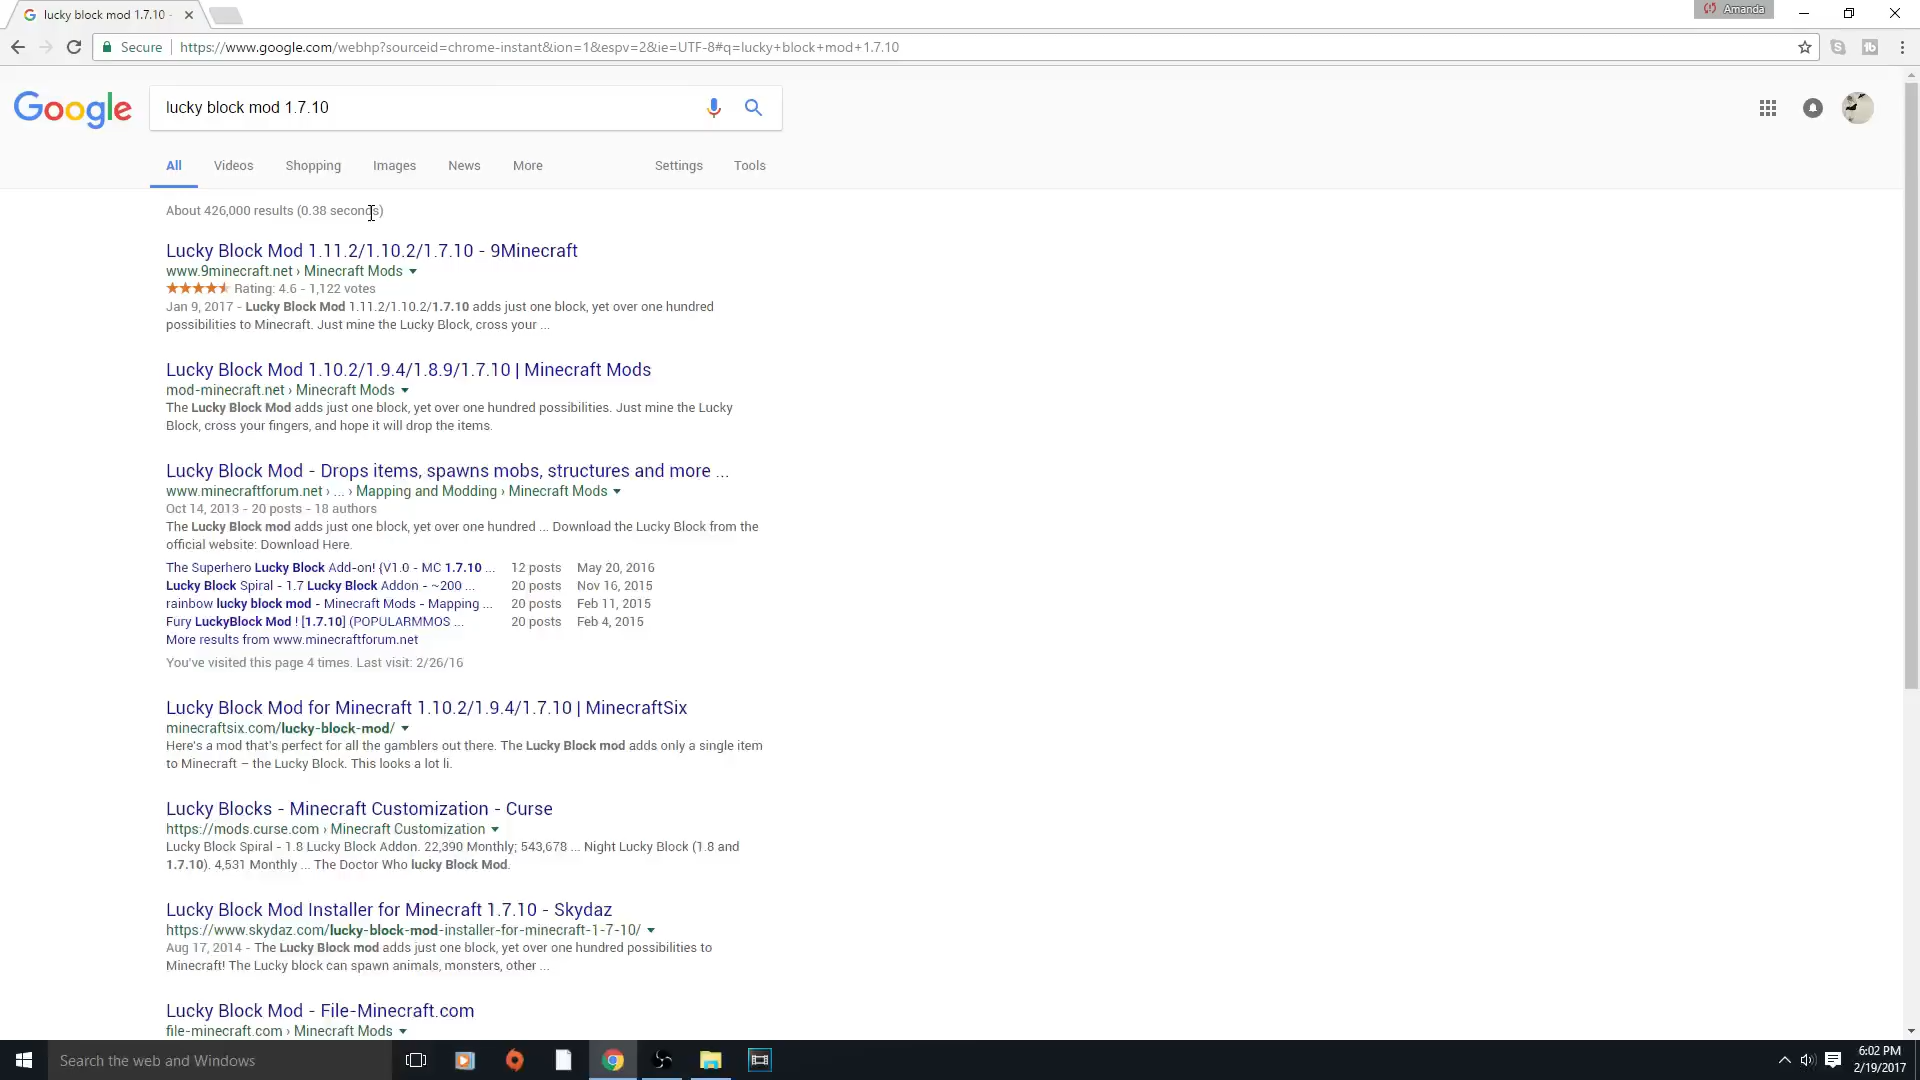 lucky block mod 1.7.10 -
Amanda
Secure https://www.google.com/webhp?sourceid=chrome-instant&ion=1&espv=2&ie=UTF-8#q=lucky+block+mod+1.7.10
Google
lucky block mod 1.7.10
All Videos Shopping Images News More Settings Tools
About 426,000 results (0.38 seconds)
Lucky Block Mod 1.11.2/1.10.2/1.7.10 - 9Minecraft
www.9minecraft.net › Minecraft Mods
Rating: 4.6 - 1,122 votes
Jan 9, 2017 - Lucky Block Mod 1.11.2/1.10.2/1.7.10 adds just one block, yet over one hundred
possibilities to Minecraft. Just mine the Lucky Block, cross your ...
Lucky Block Mod 1.10.2/1.9.4/1.8.9/1.7.10 | Minecraft Mods
mod-minecraft.net › Minecraft Mods
The Lucky Block Mod adds just one block, yet over one hundred possibilities. Just mine the Lucky
Block, cross your fingers, and hope it will drop the items.
Lucky Block Mod - Drops items, spawns mobs, structures and more ...
www.minecraftforum.net › ... › Mapping and Modding › Minecraft Mods
Oct 14, 2013 - 20 posts - 18 authors
The Lucky Block mod adds just one block, yet over one hundred ... Download the Lucky Block from the
official website: Download Here.
The Superhero Lucky Block Add-on! {V1.0 - MC 1.7.10 ... 12 posts May 20, 2016
Lucky Block Spiral - 1.7 Lucky Block Addon - ~200 ... 20 posts Nov 16, 2015
rainbow lucky block mod - Minecraft Mods - Mapping ... 20 posts Feb 11, 2015
Fury LuckyBlock Mod ! [1.7.10] (POPULARMMOS ... 20 posts Feb 4, 2015
More results from www.minecraftforum.net
You've visited this page 4 times. Last visit: 2/26/16
Lucky Block Mod for Minecraft 1.10.2/1.9.4/1.7.10 | MinecraftSix
minecraftsix.com/lucky-block-mod/
Here's a mod that's perfect for all the gamblers out there. The Lucky Block mod adds only a single item
to Minecraft – the Lucky Block. This looks a lot li.
Lucky Blocks - Minecraft Customization - Curse
https://mods.curse.com › Minecraft Customization
Lucky Block Spiral - 1.8 Lucky Block Addon. 22,390 Monthly; 543,678 ... Night Lucky Block (1.8 and
1.7.10). 4,531 Monthly ... The Doctor Who lucky Block Mod.
Lucky Block Mod Installer for Minecraft 1.7.10 - Skydaz
https://www.skydaz.com/lucky-block-mod-installer-for-minecraft-1-7-10/
Aug 17, 2014 - The Lucky Block mod adds just one block, yet over one hundred possibilities to
Minecraft! The Lucky block can spawn animals, monsters, other ...
Lucky Block Mod - File-Minecraft.com
file-minecraft.com › Minecraft Mods
Search the web and Windows
6:02 PM
2/19/2017